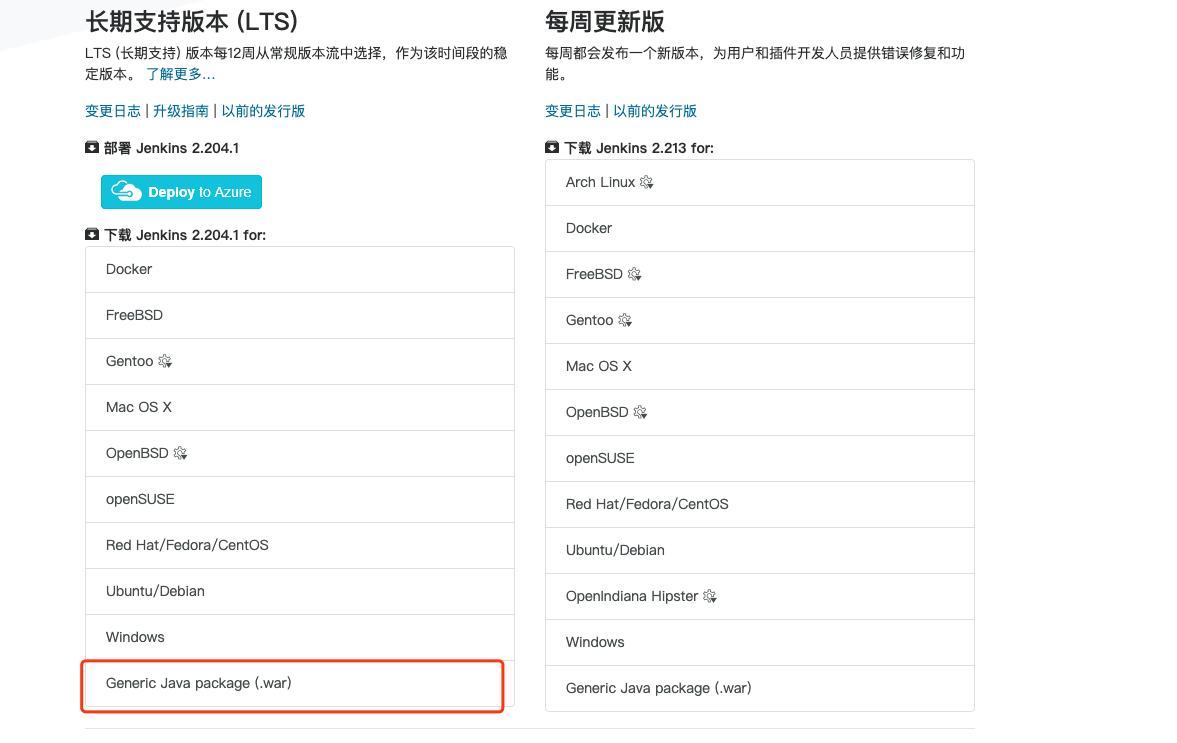 长期支持版本 (LTS)
LTS (长期支持) 版本每12周从常规版本流中选择，作为该时间段的稳
定版本。 了解更多…
变更日志 | 升级指南 | 以前的发行版
部署 Jenkins 2.204.1
Deploy to Azure
下载 Jenkins 2.204.1 for:
Docker
FreeBSD
Gentoo
Mac OS X
OpenBSD
openSUSE
Red Hat/Fedora/CentOS
Ubuntu/Debian
Windows
Generic Java package (.war)
每周更新版
每周都会发布一个新版本，为用户和插件开发人员提供错误修复和功
能。
变更日志 | 以前的发行版
下载 Jenkins 2.213 for:
Arch Linux
Docker
FreeBSD
Gentoo
Mac OS X
OpenBSD
openSUSE
Red Hat/Fedora/CentOS
Ubuntu/Debian
OpenIndiana Hipster
Windows
Generic Java package (.war)